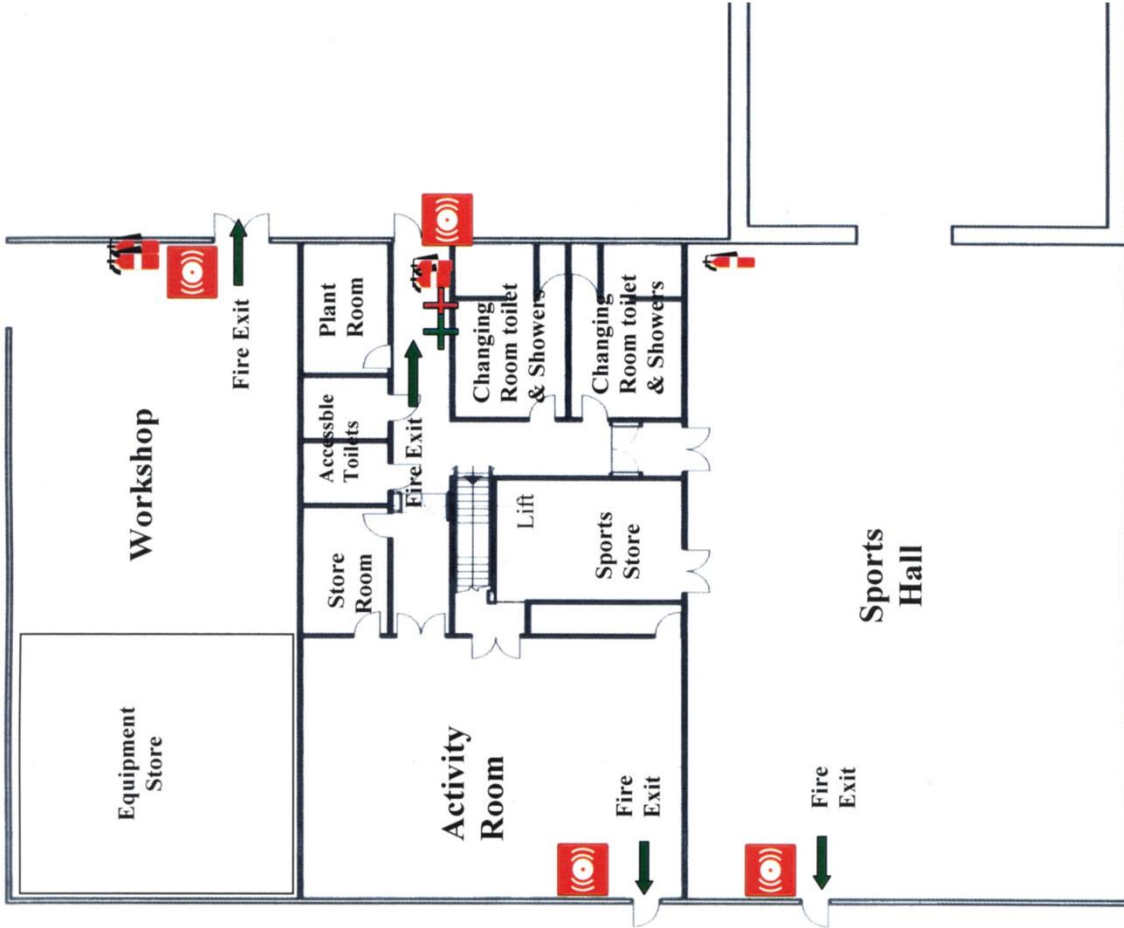 Workshop
Equipment
Store
Fire Exit
Plant
Room
Accessble
Toilets
Store
Room
Fire Exit
Changing
Room toilet
& Showers
Changing
Room toilet
& Showers
Lift
Sports
Store
Activity
Room
Fire
Exit
Sports
Hall
Fire
Exit